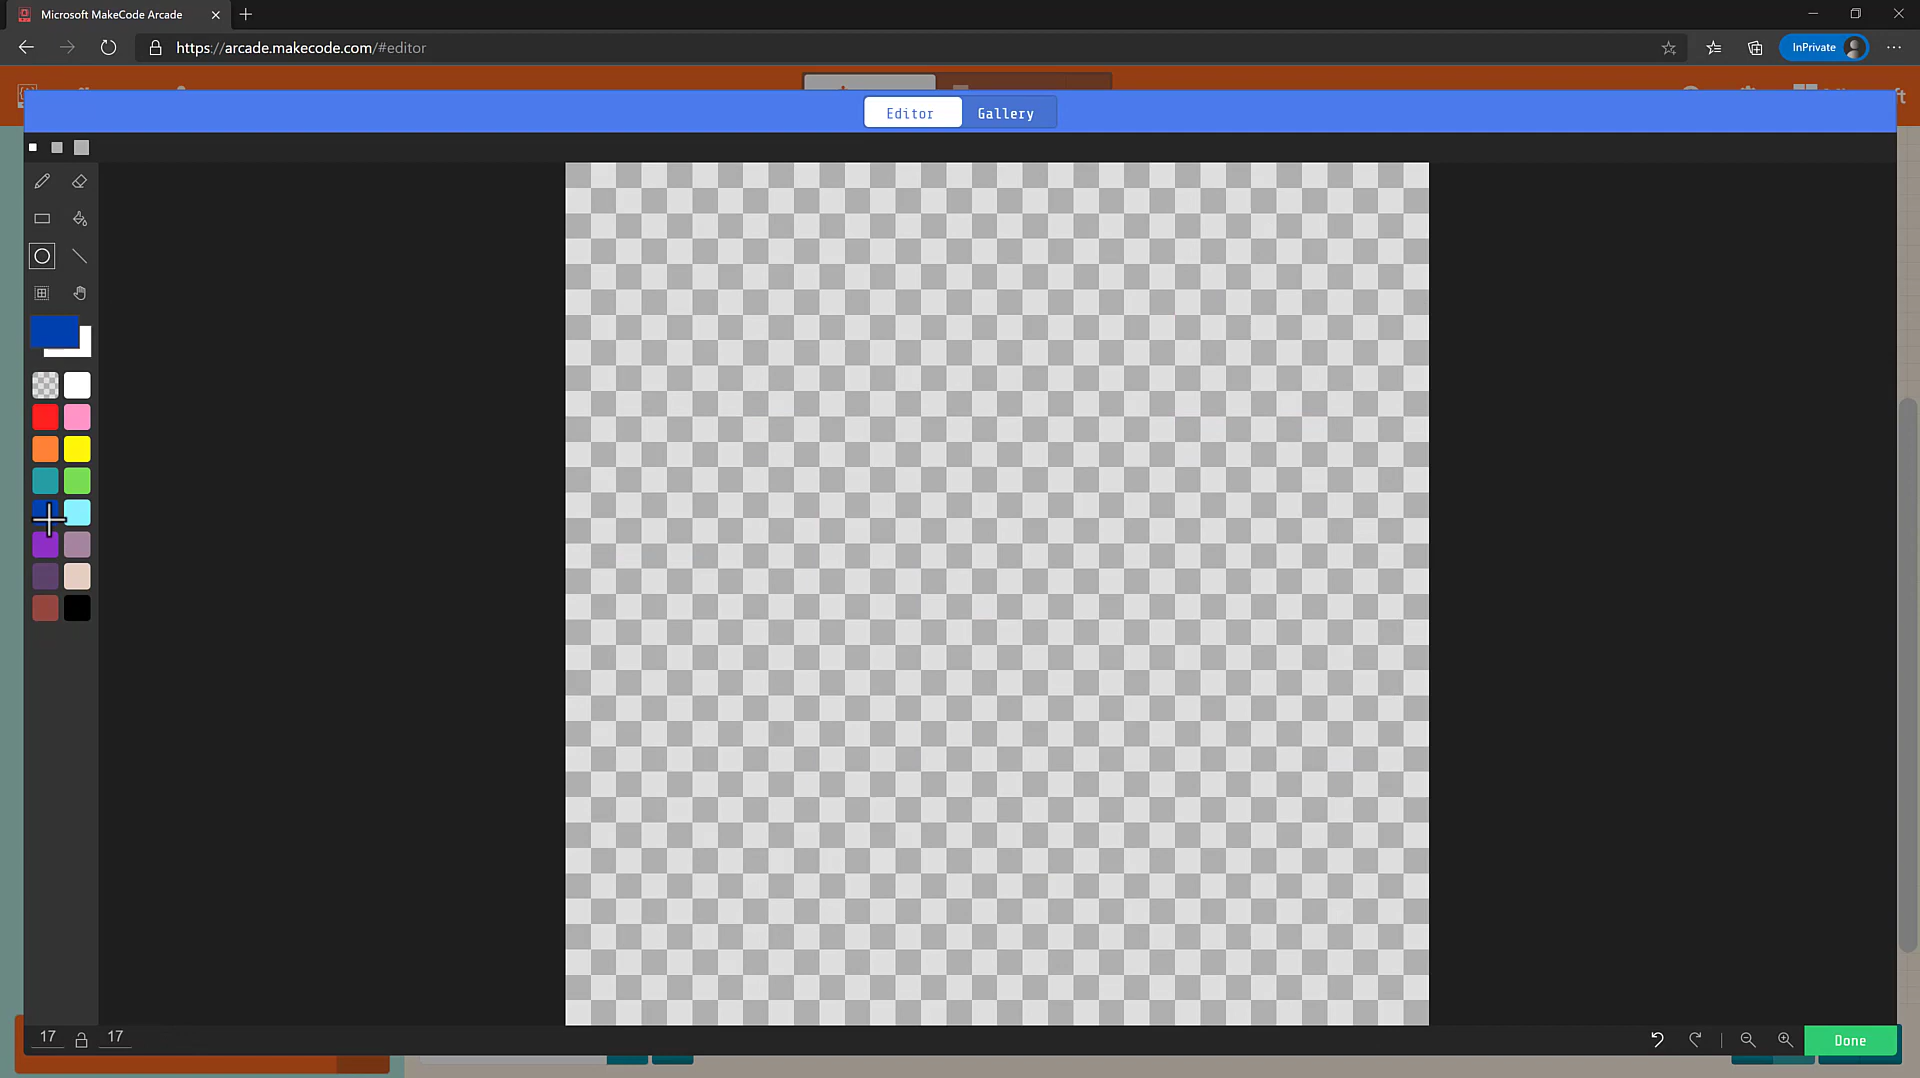 Microsoft MakeCode Arcade
https://arcade.makecode.com/#editor
InPrivate
Editor
Gallery
17
17
Done